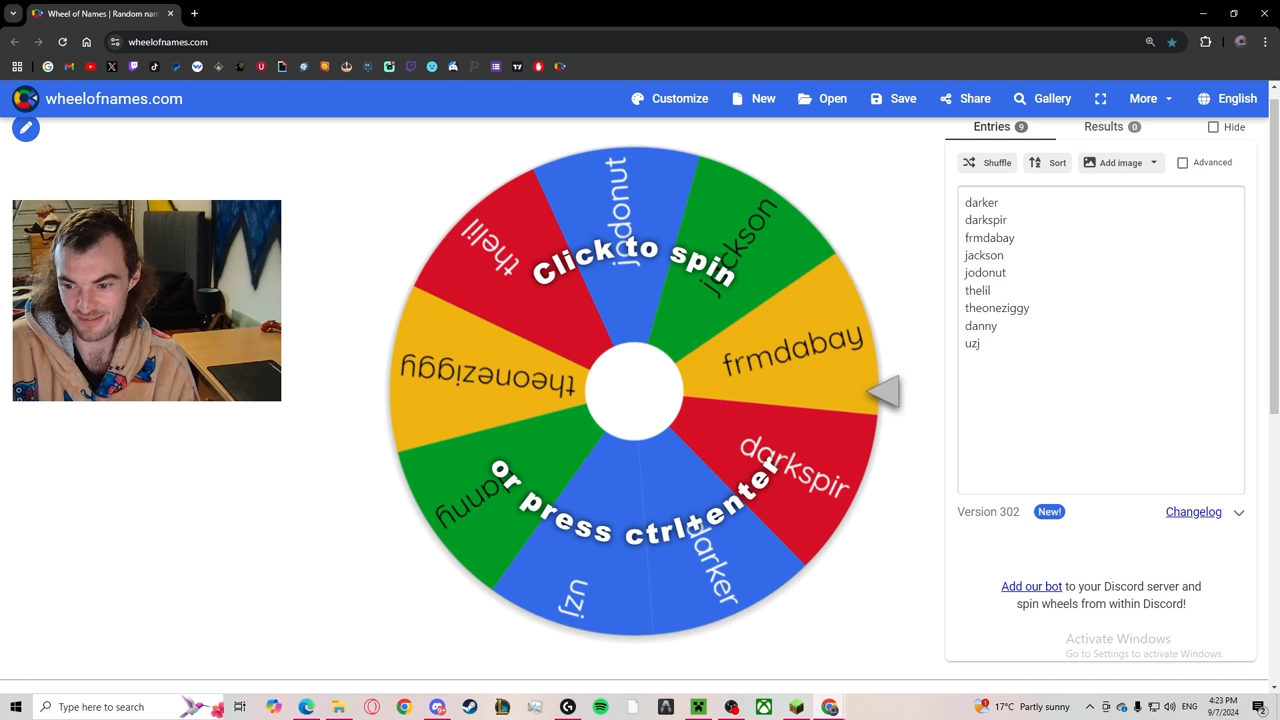 Wheel of Names | Random nam
wheelofnames.com
wheelofnames.com
Customize
New
Open
Save
Share
Gallery
More
English
Entries 9
Results 0
Hide
Shuffle
Sort
Add image
Advanced
darker
darkspir
frmdabay
jackson
jodonut
thelil
theoneziggy
danny
uzj
jodonut
jackson
thelil
Click to spin
frmdabay
theoneziggy
darkspir
danny
or press ctrl+enter
darker
uzj
Version 302
New!
Changelog
Add our bot to your Discord server and
spin wheels from within Discord!
Activate Windows
Go to Settings to activate Windows.
Type here to search
17°C Partly sunny
ENG
4:23 PM
9/7/2024
2